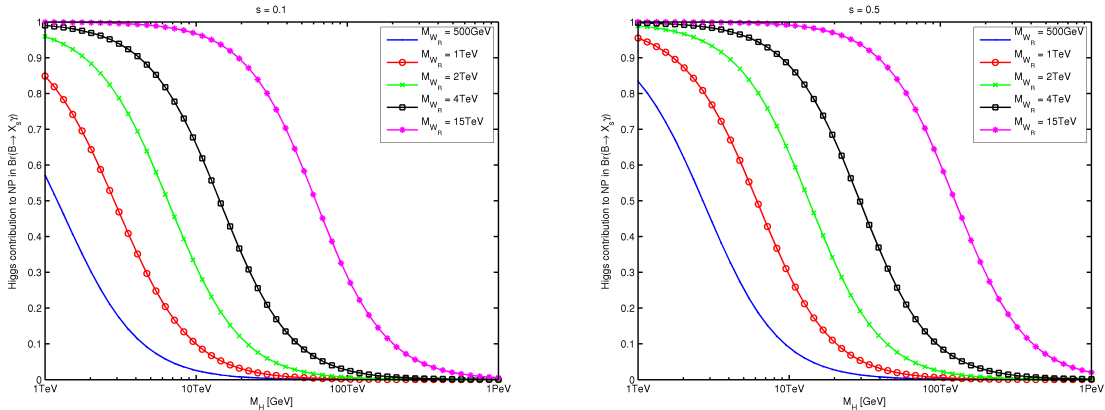 s = 0.1
Higgs contribution to NP in Br(B→ X_sγ)
1
0.9
0.8
0.7
0.6
0.5
0.4
0.3
0.2
0.1
0
1TeV
10TeV
100TeV
1PeV
M_H [GeV]
M_{W_R} = 500GeV
M_{W_R} = 1TeV
M_{W_R} = 2TeV
M_{W_R} = 4TeV
M_{W_R} = 15TeV
s = 0.5
Higgs contribution to NP in Br(B→ X_sγ)
1
0.9
0.8
0.7
0.6
0.5
0.4
0.3
0.2
0.1
0
1TeV
10TeV
100TeV
1PeV
M_H [GeV]
M_{W_R} = 500GeV
M_{W_R} = 1TeV
M_{W_R} = 2TeV
M_{W_R} = 4TeV
M_{W_R} = 15TeV